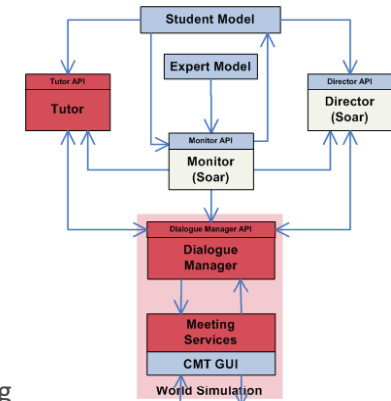 Student Model
Expert Model
Tutor API
Tutor
Director API
Director
(Soar)
Monitor API
Monitor
(Soar)
Dialogue Manager API
Dialogue
Manager
Meeting
Services
CMT GUI
World Simulation
g